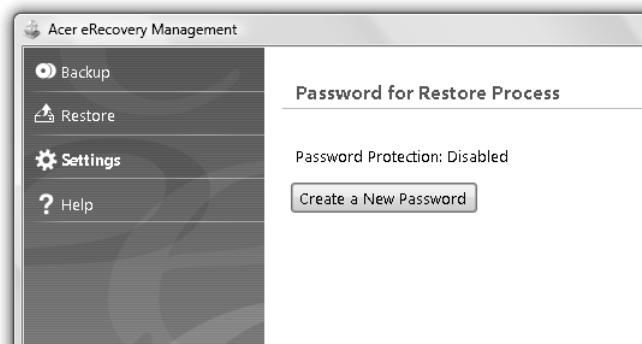 Acer eRecovery Management
Backup
Restore
Settings
Help
Password for Restore Process
Password Protection: Disabled
Create a New Password